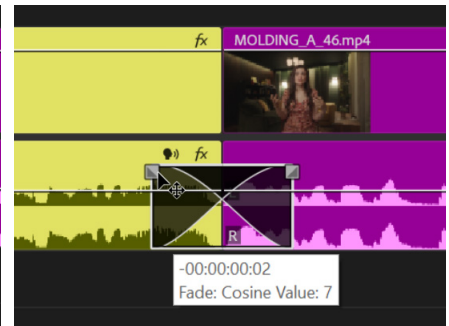 fx
MOLDING_A_46.mp4
fx
R
-00:00:00:02
Fade: Cosine Value: 7